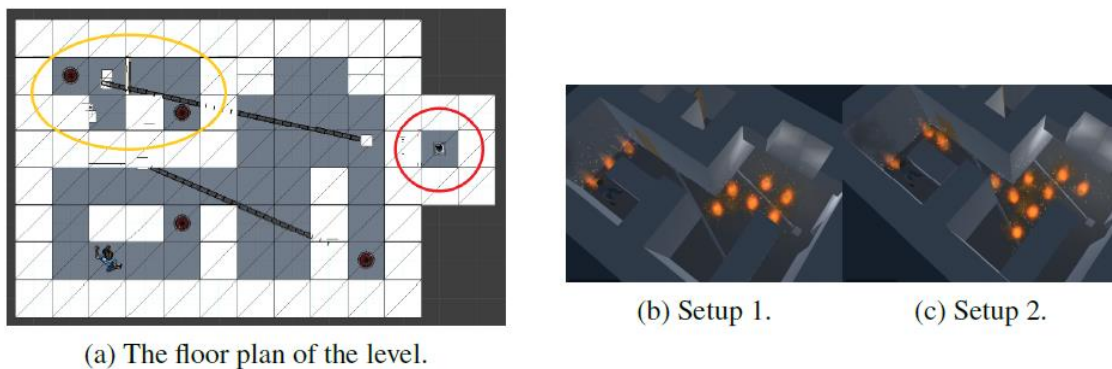 (a) The floor plan of the level.
(b) Setup 1.
(c) Setup 2.